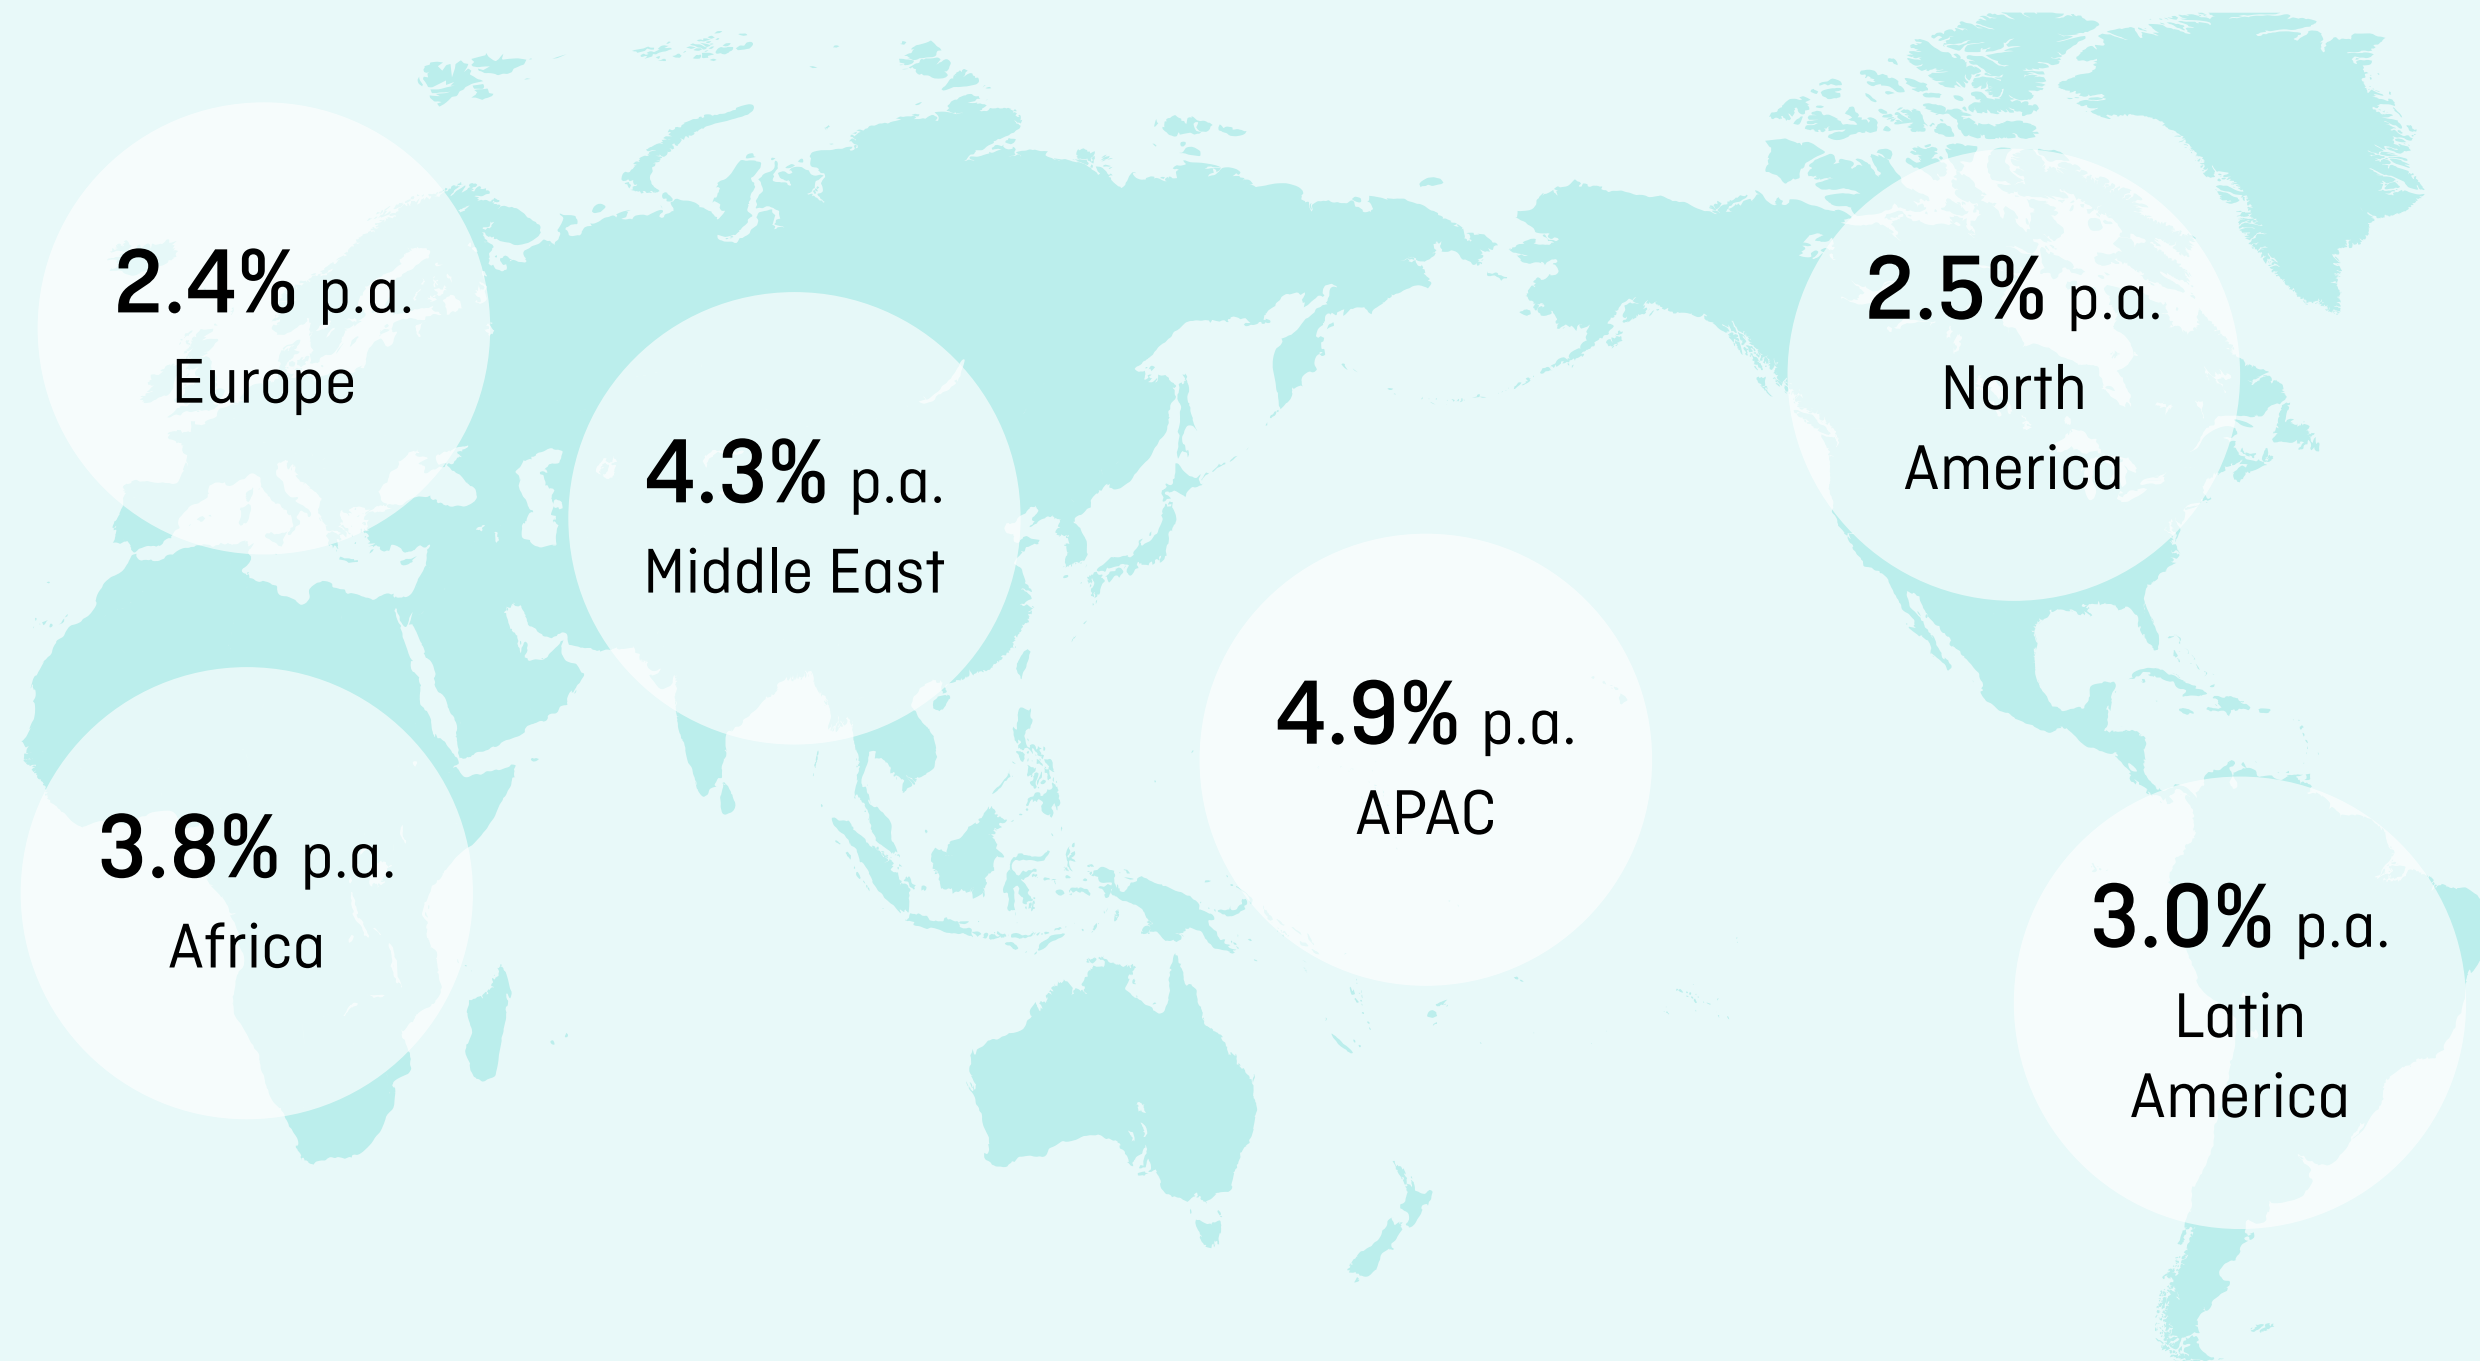 2.4% p.a.
Europe
4.3% p.a.
Middle East
3.8% p.a.
Africa
4.9% p.a.
APAC
2.5% p.a.
North
America
3.0% p.a.
Latin
America